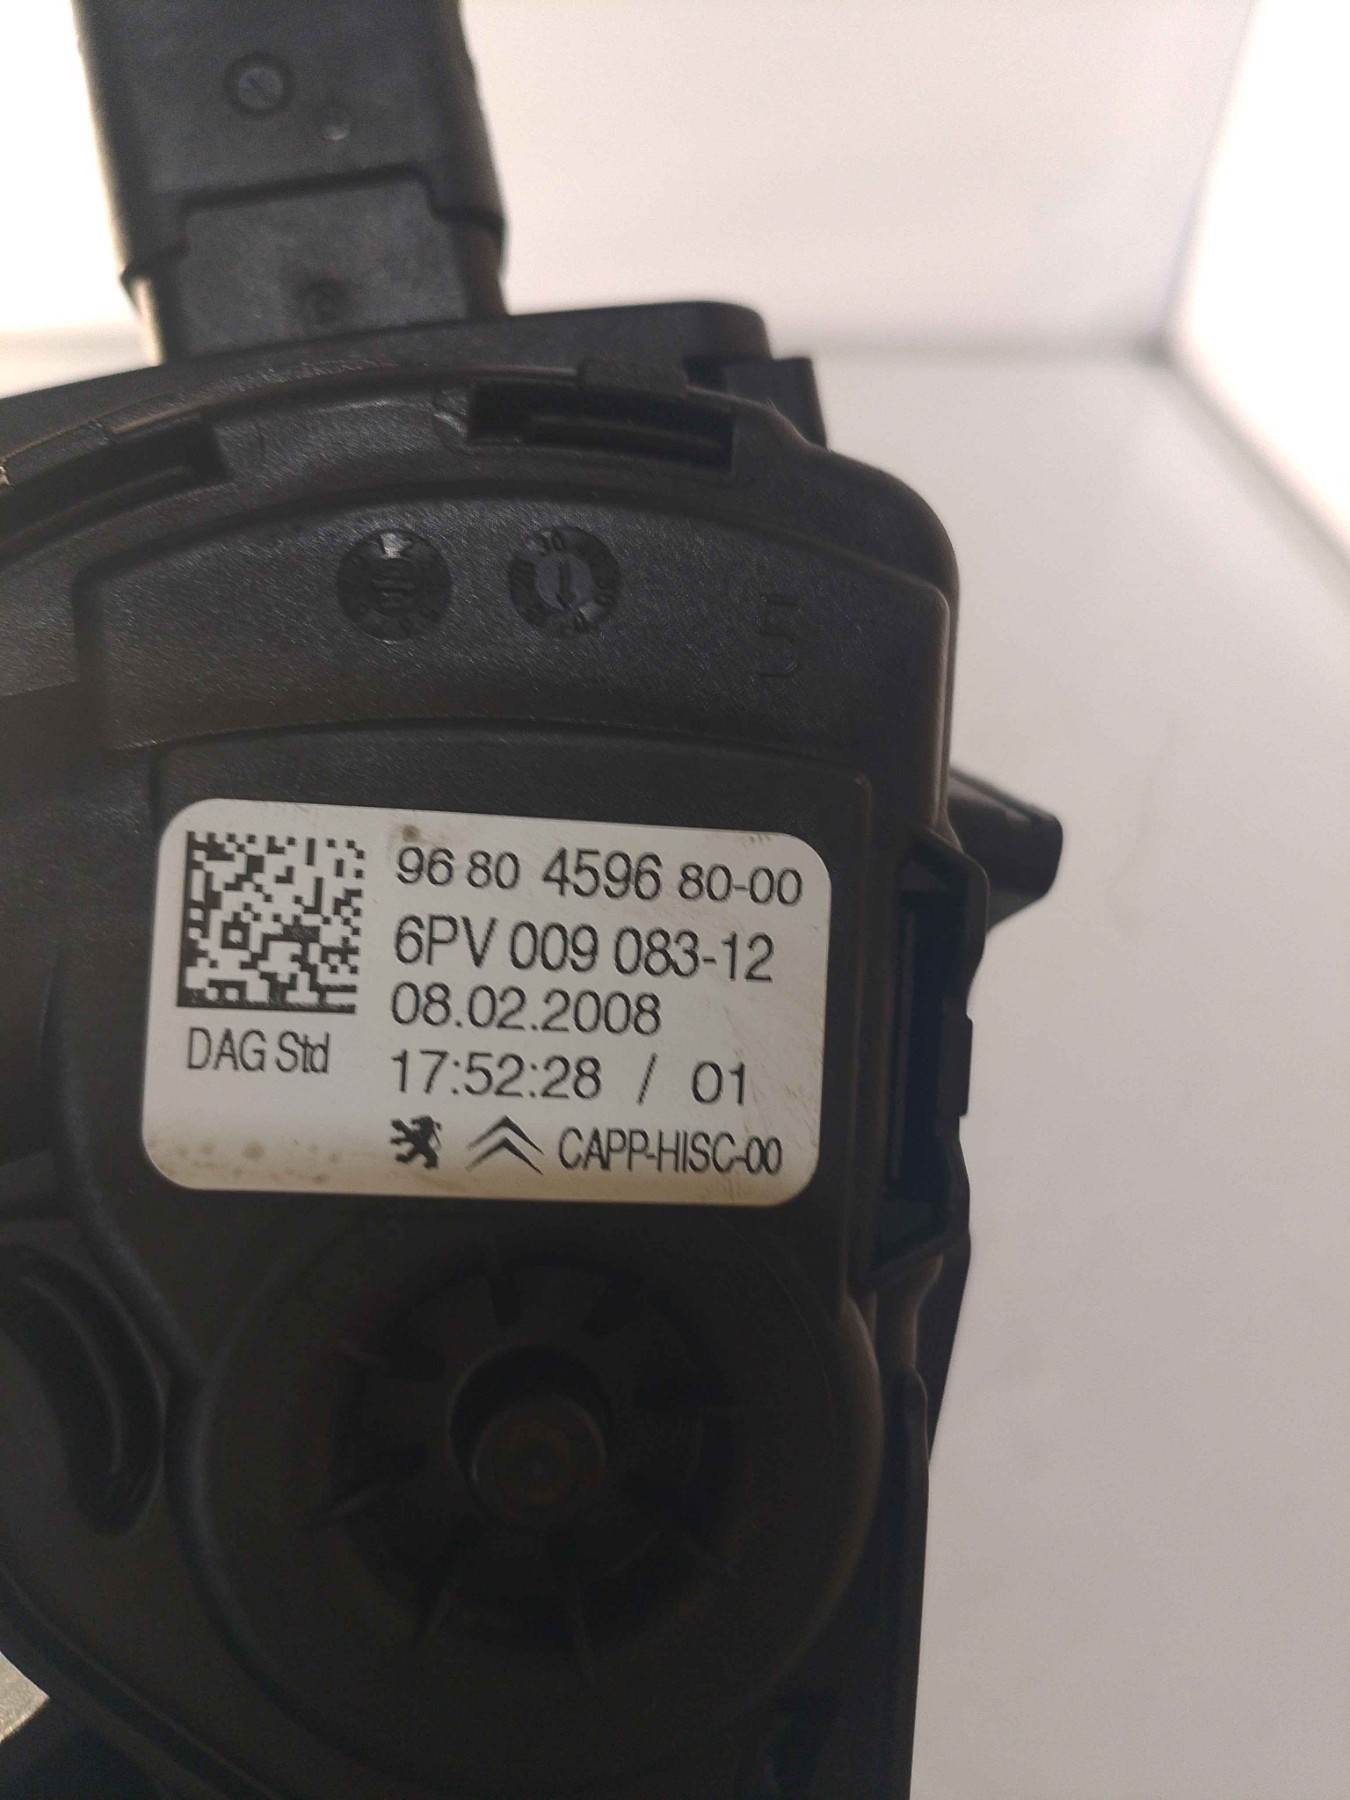 5
96 80 4596 80-00
6PV 009 083-12
08.02.2008
DAG Std
17:52:28 / 01
CAPP-HISC-00